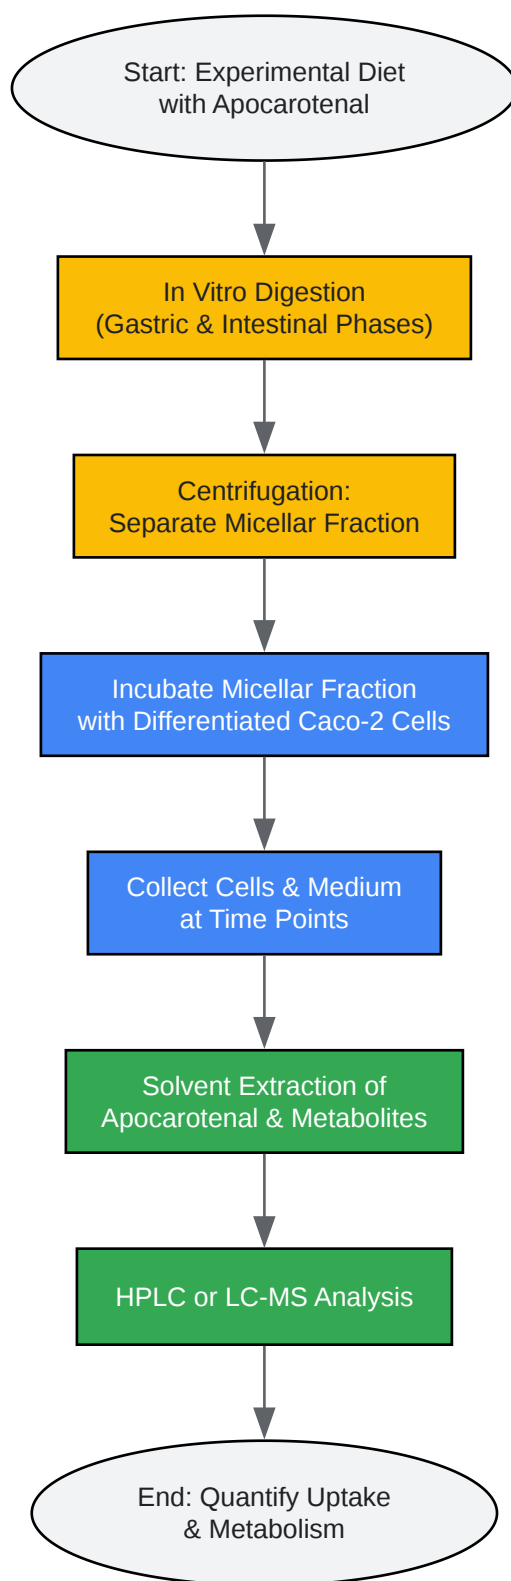 Start: Experimental Diet
with Apocarotenal
In Vitro Digestion
(Gastric & Intestinal Phases)
Centrifugation:
Separate Micellar Fraction
Incubate Micellar Fraction
with Differentiated Caco-2 Cells
Collect Cells & Medium
at Time Points
Solvent Extraction of
Apocarotenal & Metabolites
HPLC or LC-MS Analysis
End: Quantify Uptake
& Metabolism